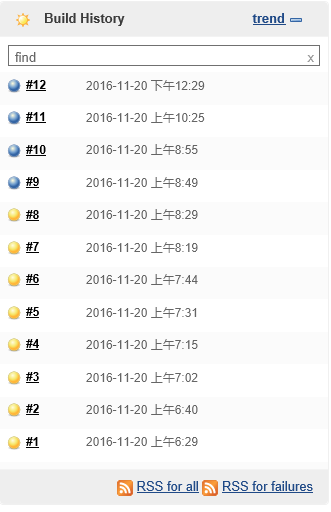 Build History trend
find x
#12 2016-11-20 下午12:29
#11 2016-11-20 上午10:25
#10 2016-11-20 上午8:55
#9 2016-11-20 上午8:49
#8 2016-11-20 上午8:29
#7 2016-11-20 上午8:19
#6 2016-11-20 上午7:44
#5 2016-11-20 上午7:31
#4 2016-11-20 上午7:15
#3 2016-11-20 上午7:02
#2 2016-11-20 上午6:40
#1 2016-11-20 上午6:29
RSS for all RSS for failures